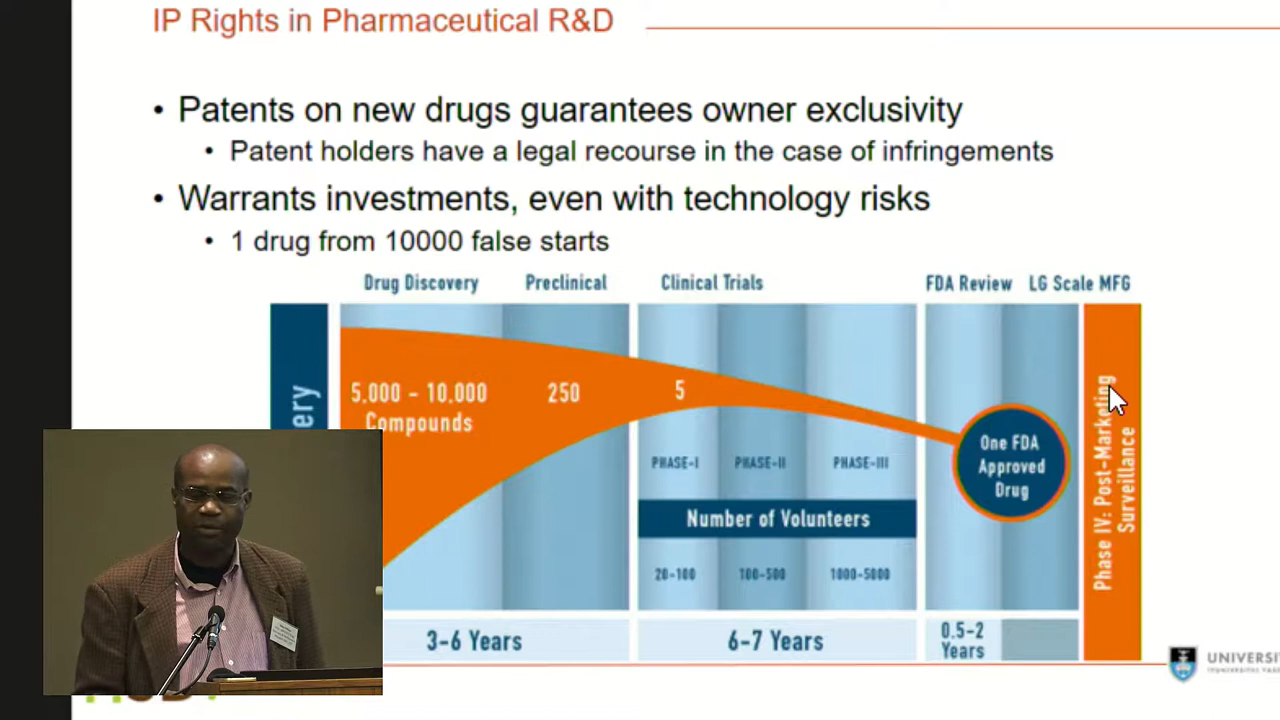 IP Rights in Pharmaceutical R&D
• Patents on new drugs guarantees owner exclusivity
• Patent holders have a legal recourse in the case of infringements
• Warrants investments, even with technology risks
• 1 drug from 10000 false starts
Drug Discovery Preclinical Clinical Trials FDA Review LG Scale MFG
5,000 – 10,000 250 5
Compounds
PHASE-I PHASE-II PHASE-III
One FDA
Approved
Drug
Number of Volunteers
20-100 100-500 1000-5000
3-6 Years 6-7 Years 0.5-2
Years
Phase IV: Post-Marketing
Surveillance